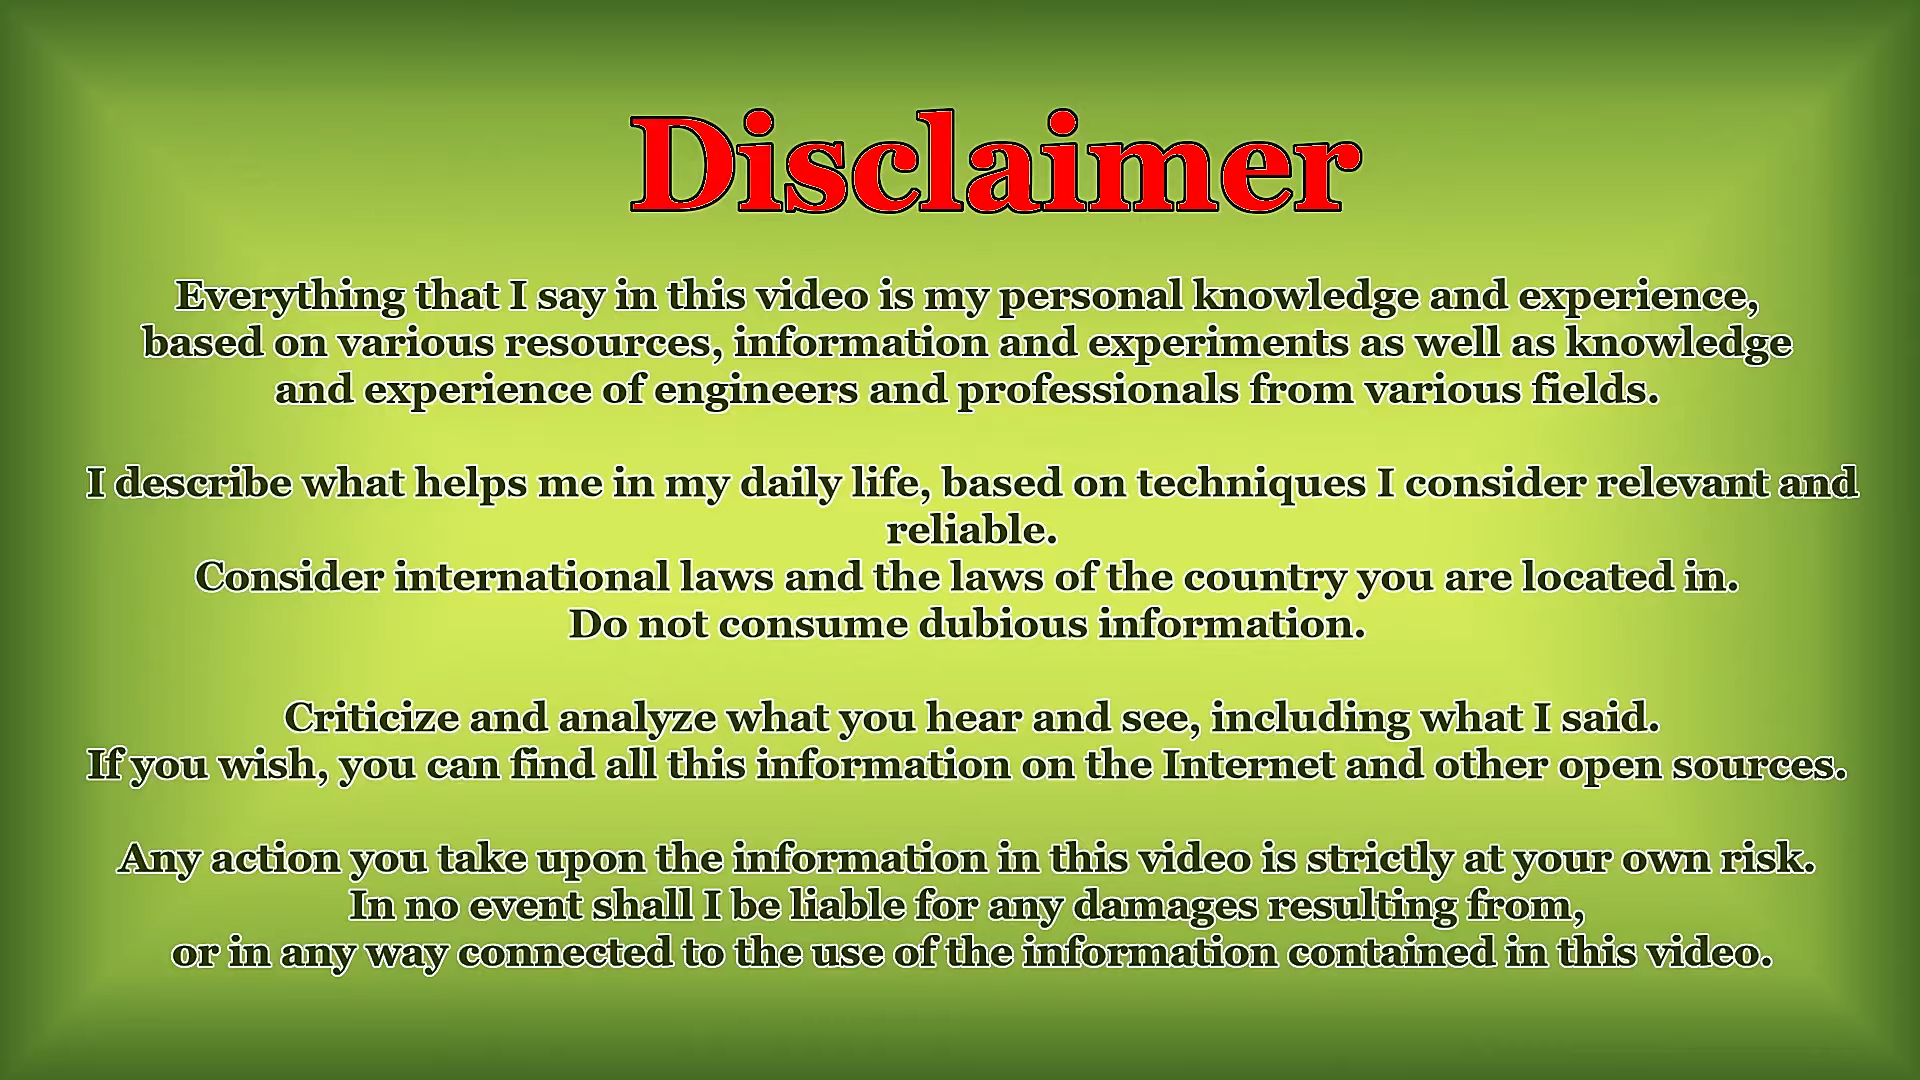 Disclaimer
Everything that I say in this video is my personal knowledge and experience,
based on various resources, information and experiments as well as knowledge
and experience of engineers and professionals from various fields.
I describe what helps me in my daily life, based on techniques I consider relevant and
reliable.
Consider international laws and the laws of the country you are located in.
Do not consume dubious information.
Criticize and analyze what you hear and see, including what I said.
If you wish, you can find all this information on the Internet and other open sources.
Any action you take upon the information in this video is strictly at your own risk.
In no event shall I be liable for any damages resulting from,
or in any way connected to the use of the information contained in this video.